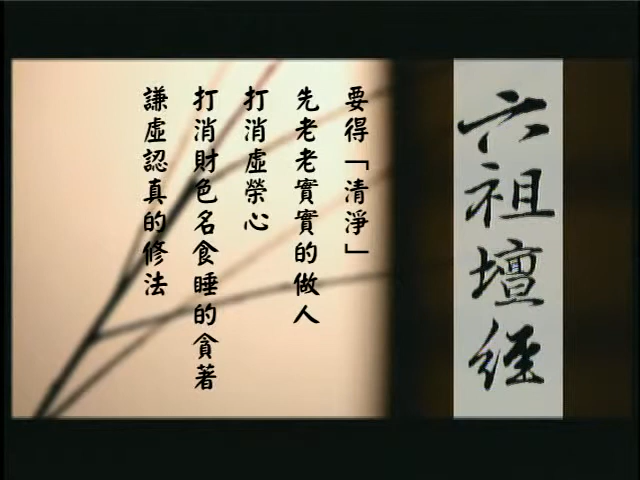 六祖壇經
要得「清淨」
先老老實實的做人
打消虛榮心
打消財色名食睡的貪著
謙虛認真的修法